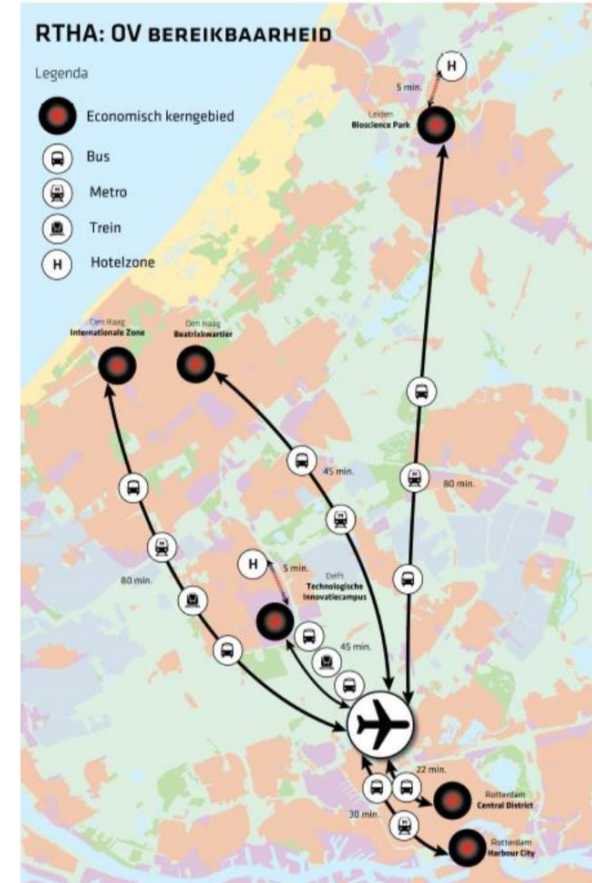 RTHA: OV BEREIKBAARHEID
Legenda
Economisch kerngebied
Bus
Metro
Trein
H
Hotelzone
H
5 min.
Leiden
Bioscience Park
Den Haag
Internationale Zone
Den Haag
Beatrixkwartier
45 min.
80 min.
80 min.
H
5 min.
Delft
Technologische
Innovatiecampus
45 min.
22 min.
30 min.
Rotterdam
Central District
Rotterdam
Harbour City